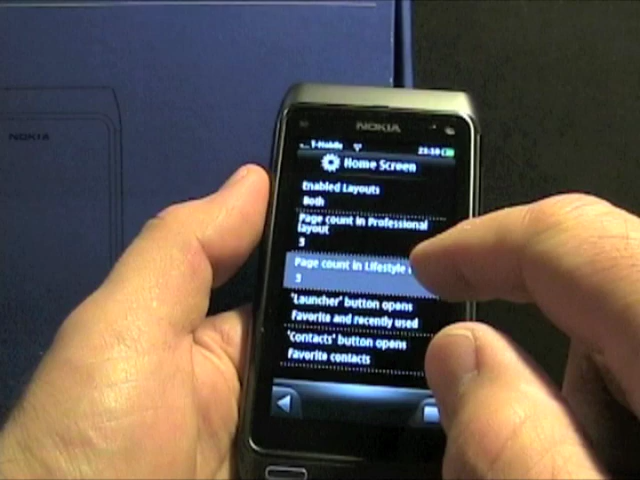 NOKIA
NOKIA
T-Mobile
Home Screen
Enabled Layouts
Both
Page count in Professional
layout
3
Page count in Lifestyle
3
'Launcher' button opens
Favorite and recently used
'Contacts' button opens
Favorite contacts